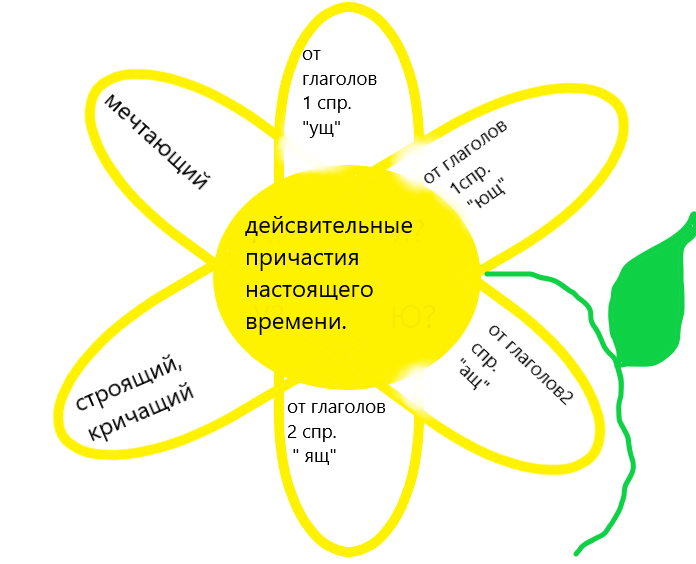 от
глаголов
1 спр.
"ущ"
мечтающий
от глаголов
1спр.
"ющ"
дейсвительные
причастия
настоящего
времени.
Ю?
строящий,
кричащий
от глаголов2
спр.
"ащ"
от глаголов
2 спр.
" ящ"